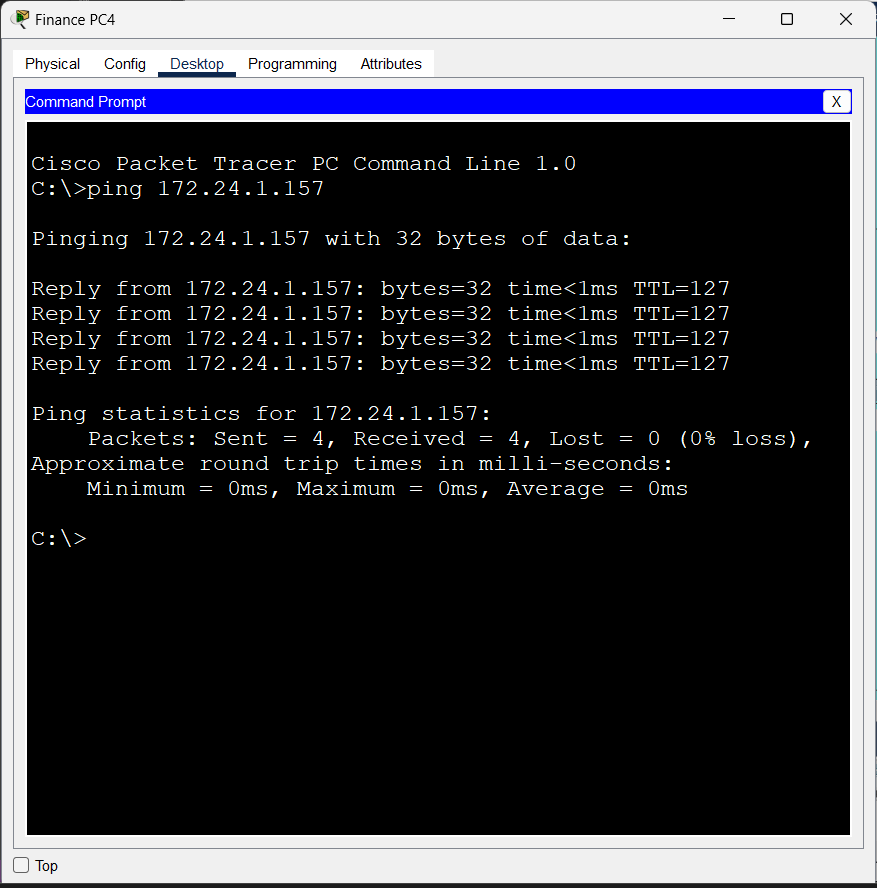 Finance PC4
Physical Config Desktop Programming Attributes
Command Prompt X
Cisco Packet Tracer PC Command Line 1.0
C:\>ping 172.24.1.157
Pinging 172.24.1.157 with 32 bytes of data:
Reply from 172.24.1.157: bytes=32 time<1ms TTL=127
Reply from 172.24.1.157: bytes=32 time<1ms TTL=127
Reply from 172.24.1.157: bytes=32 time<1ms TTL=127
Reply from 172.24.1.157: bytes=32 time<1ms TTL=127
Ping statistics for 172.24.1.157:
    Packets: Sent = 4, Received = 4, Lost = 0 (0% loss),
Approximate round trip times in milli-seconds:
    Minimum = 0ms, Maximum = 0ms, Average = 0ms
C:\>
Top